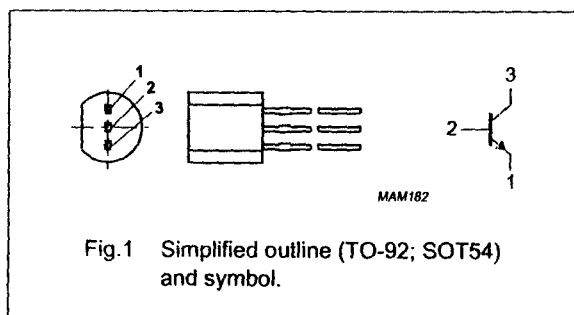 1
2
3
3
2
1
MAM182
Fig.1 Simplified outline (TO-92; SOT54)
and symbol.